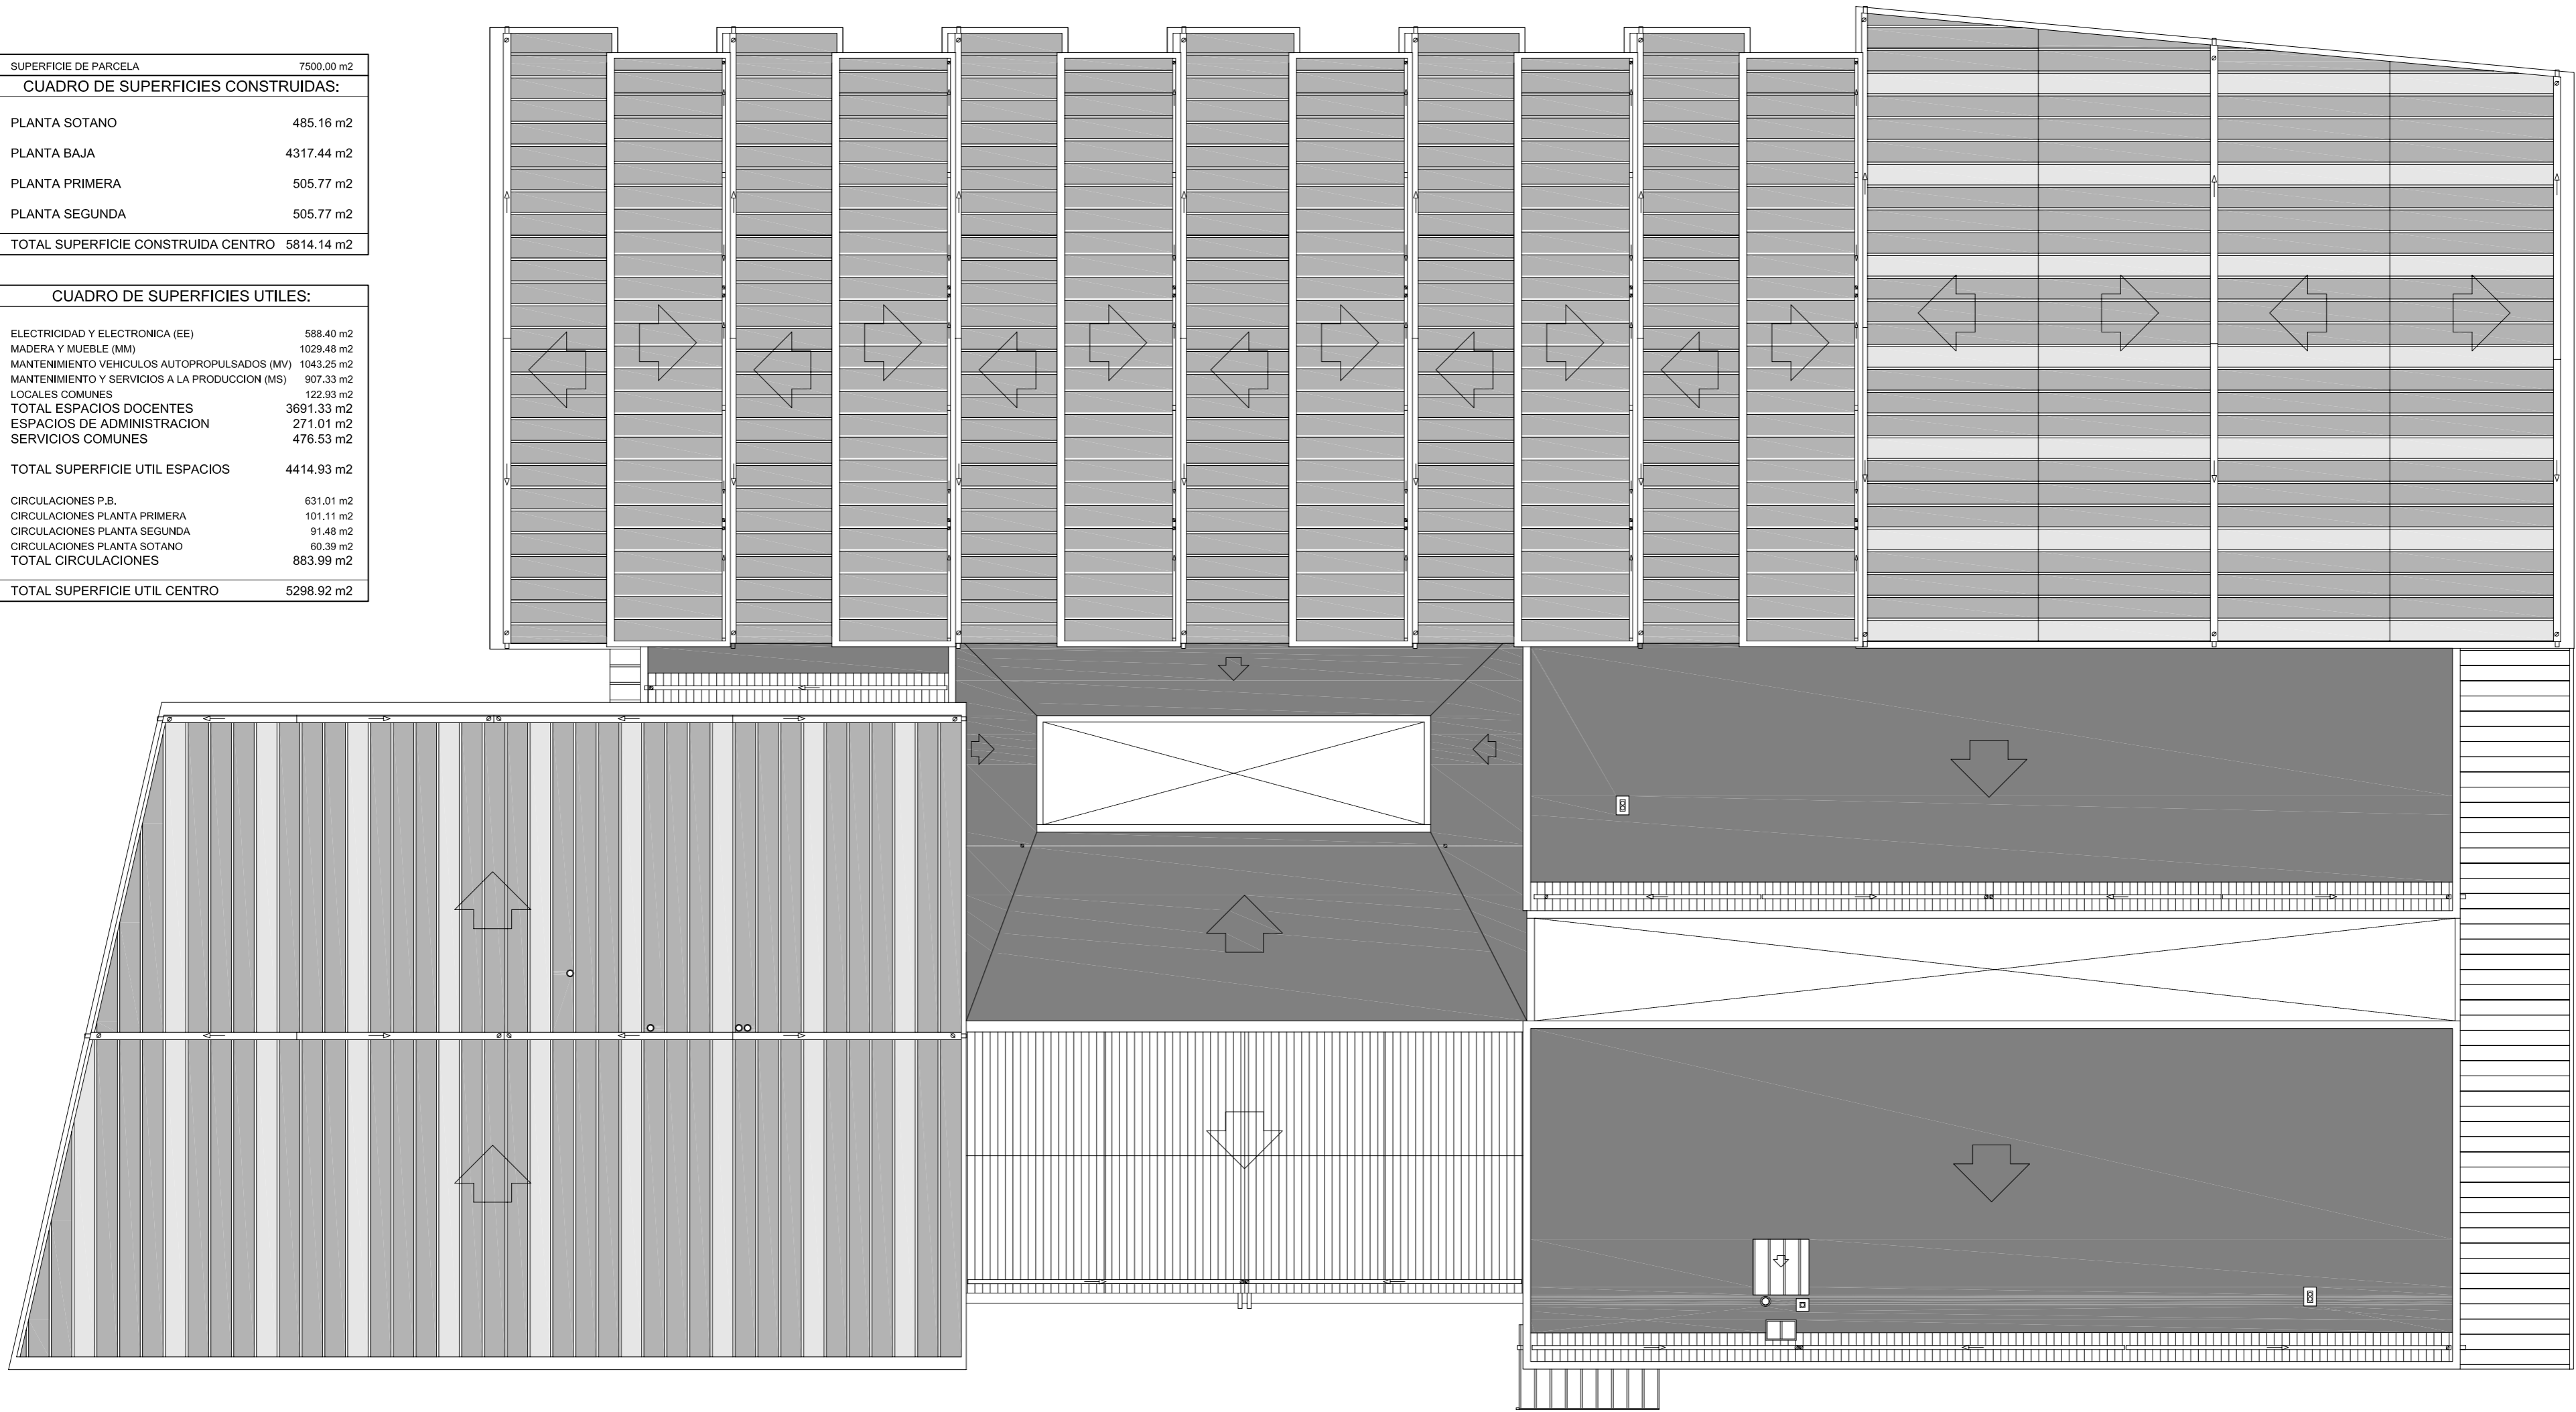 SUPERFICIE DE PARCELA 7500,00 m2
CUADRO DE SUPERFICIES CONSTRUIDAS:
PLANTA SOTANO 485.16 m2
PLANTA BAJA 4317.44 m2
PLANTA PRIMERA 505.77 m2
PLANTA SEGUNDA 505.77 m2
TOTAL SUPERFICIE CONSTRUIDA CENTRO 5814.14 m2
CUADRO DE SUPERFICIES UTILES:
ELECTRICIDAD Y ELECTRONICA (EE) 588.40 m2
MADERA Y MUEBLE (MM) 1029.48 m2
MANTENIMIENTO VEHICULOS AUTOPROPULSADOS (MV) 1043.25 m2
MANTENIMIENTO Y SERVICIOS A LA PRODUCCION (MS) 907.33 m2
LOCALES COMUNES 122.93 m2
TOTAL ESPACIOS DOCENTES 3691.33 m2
ESPACIOS DE ADMINISTRACION 271.01 m2
SERVICIOS COMUNES 476.53 m2
TOTAL SUPERFICIE UTIL ESPACIOS 4414.93 m2
CIRCULACIONES P.B. 631.01 m2
CIRCULACIONES PLANTA PRIMERA 101.11 m2
CIRCULACIONES PLANTA SEGUNDA 91.48 m2
CIRCULACIONES PLANTA SOTANO 60.39 m2
TOTAL CIRCULACIONES 883.99 m2
TOTAL SUPERFICIE UTIL CENTRO 5298.92 m2